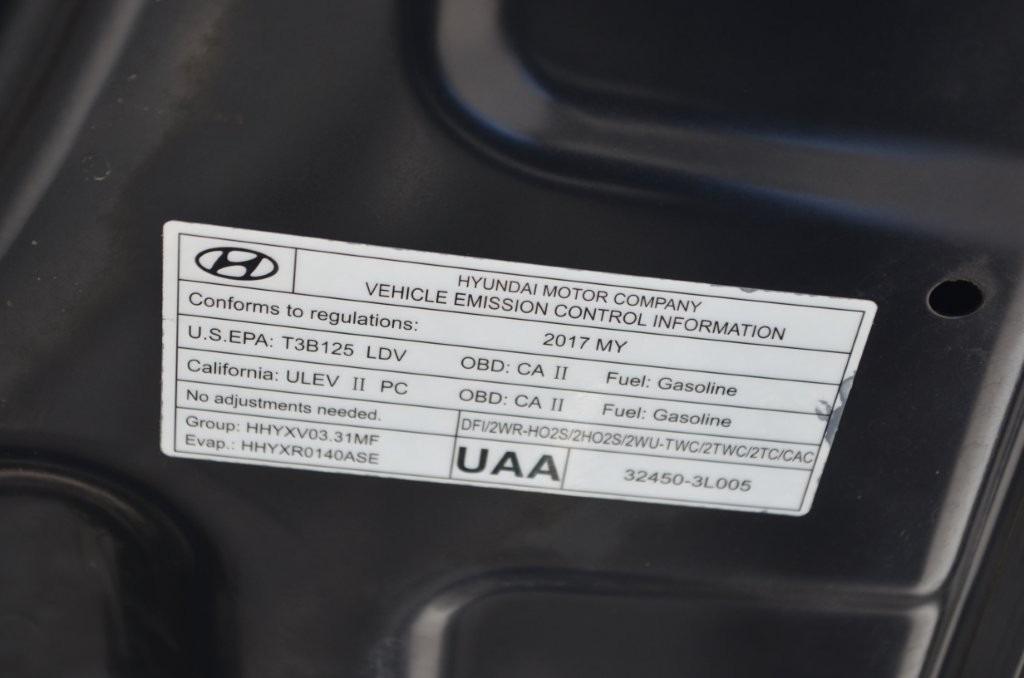 HYUNDAI MOTOR COMPANY
VEHICLE EMISSION CONTROL INFORMATION
Conforms to regulations: 2017 MY
U.S.EPA: T3B125 LDV OBD: CA II Fuel: Gasoline
California: ULEV II PC OBD: CA II Fuel: Gasoline
No adjustments needed. DFI/2WR-HO2S/2HO2S/2WU-TWC/2TWC/2TC/CAC
Group: HHYXV03.31MF
Evap.: HHYXR0140ASE
UAA 32450-3L005